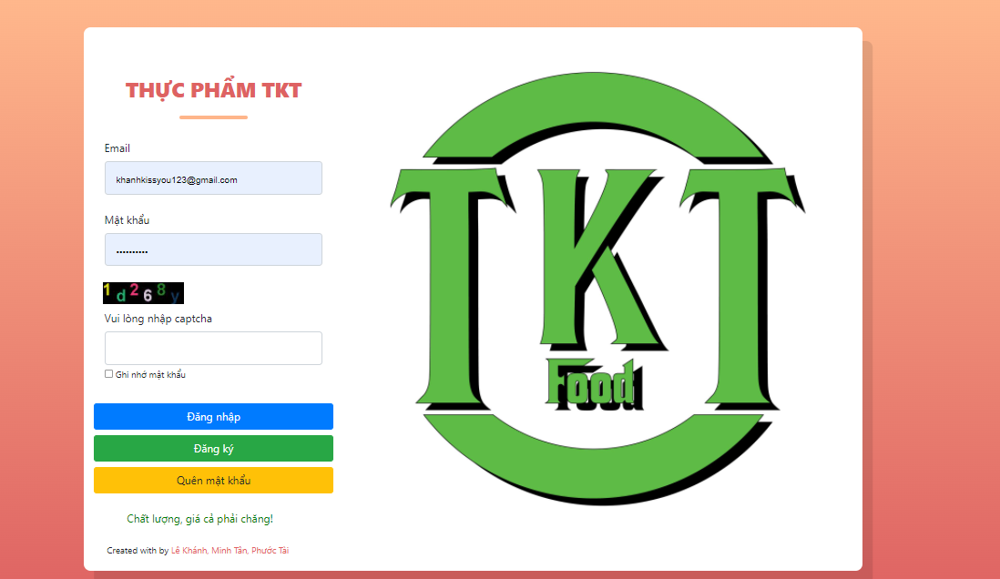 THỰC PHẨM TKT
Email
khanhkissyou123@gmail.com
Mật khẩu
••••••••••
1d268y
Vui lòng nhập captcha
Ghi nhớ mật khẩu
Đăng nhập
Đăng ký
Quên mật khẩu
Chất lượng, giá cả phải chăng!
Created with by Lê Khánh, Minh Tân, Phước Tài
TKT
Food